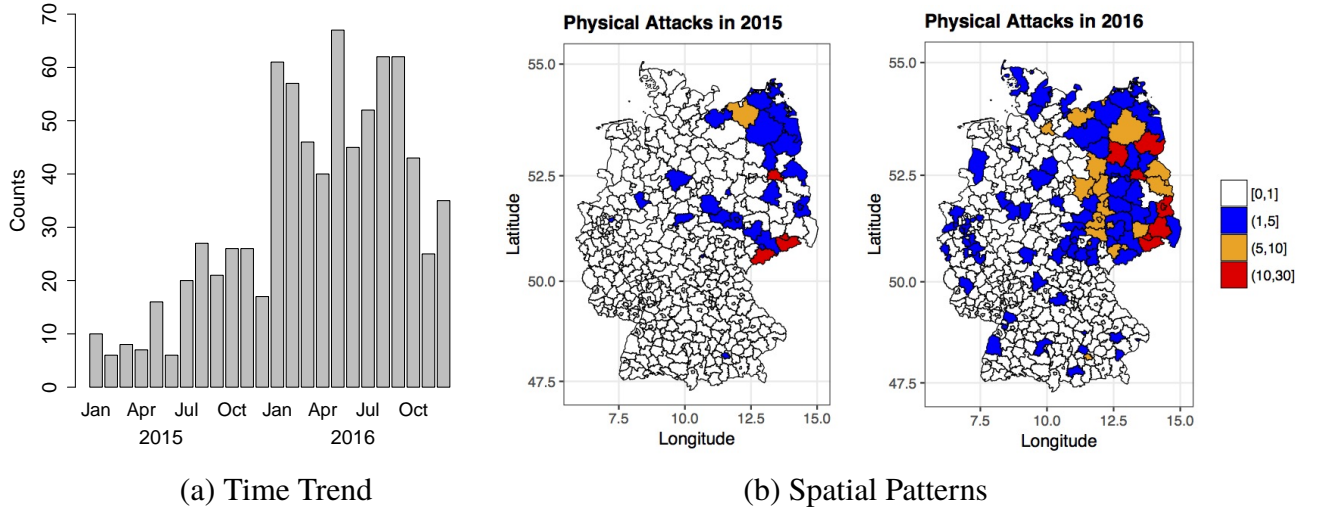 Counts
0 10 20 30 40 50 60 70
Jan Apr Jul Oct Jan Apr Jul Oct
2015 2016
(a) Time Trend
Physical Attacks in 2015
Latitude
55.0
52.5
50.0
47.5
7.5 10.0 12.5 15.0
Longitude
Physical Attacks in 2016
Latitude
55.0
52.5
50.0
47.5
7.5 10.0 12.5 15.0
Longitude
[0,1]
(1,5]
(5,10]
(10,30]
(b) Spatial Patterns